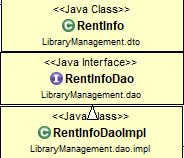 <<Java Class>>
RentInfo
LibraryManagement.dto
<<Java Interface>>
RentInfoDao
LibraryManagement.dao
<<Java Class>>
RentInfoDaoImpl
LibraryManagement.dao.impl